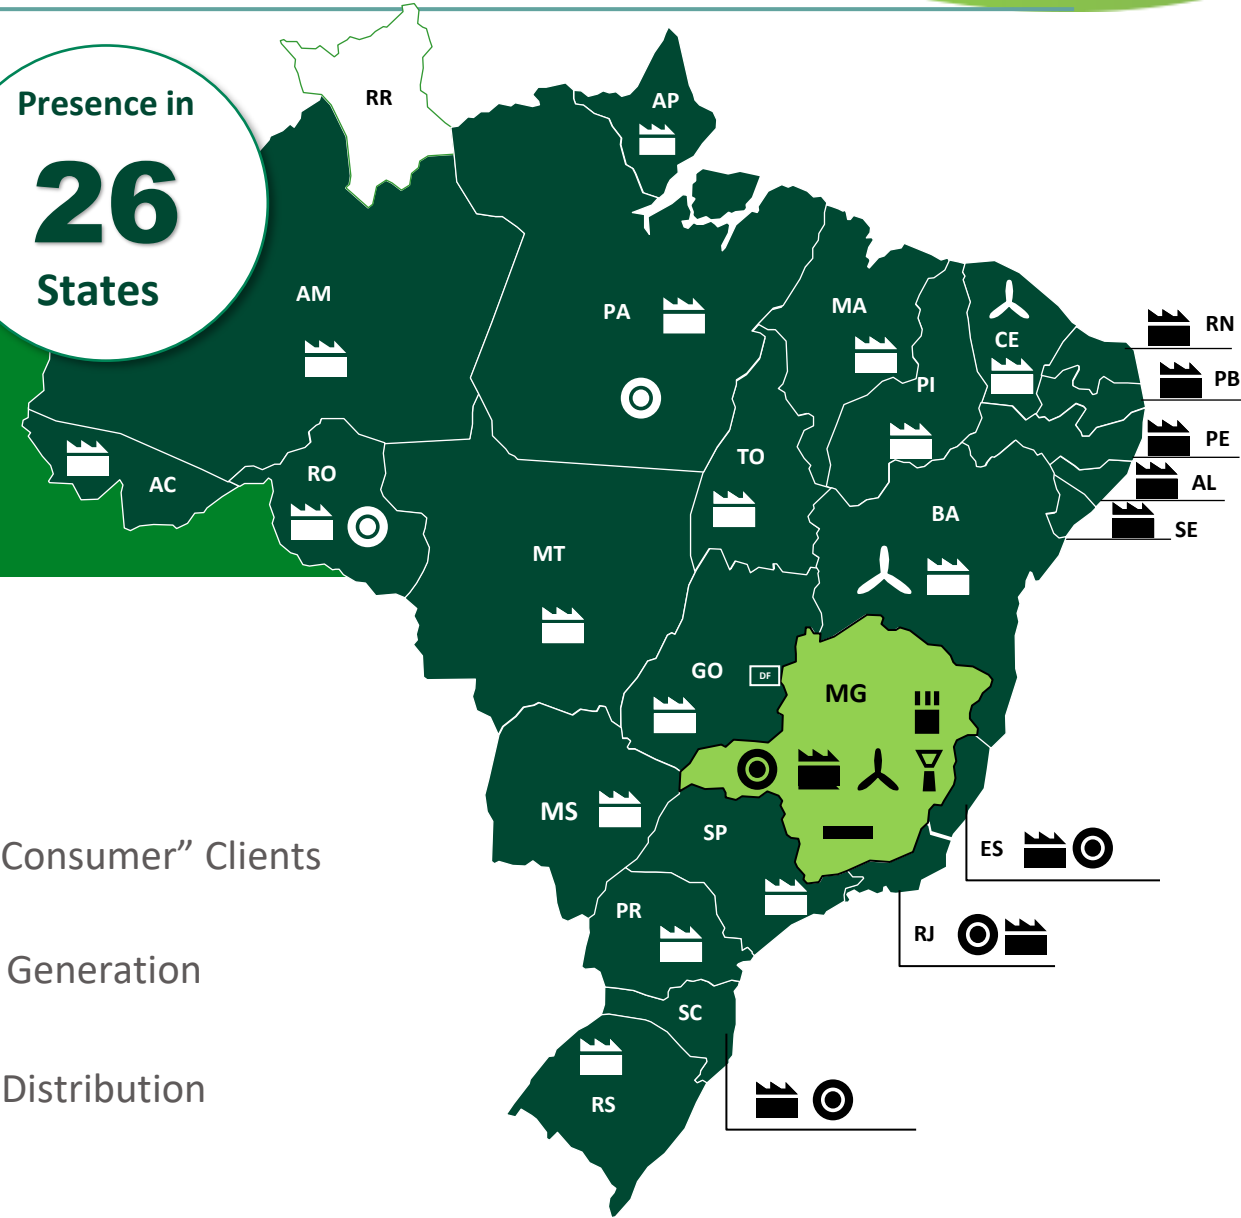 Presence in
26
States
RR
AP
AM
PA
MA
CE
RN
PI
PB
PE
AL
SE
TO
BA
AC
RO
MT
GO
DF
MG
MS
SP
ES
PR
RJ
SC
RS
Consumer” Clients
Generation
Distribution